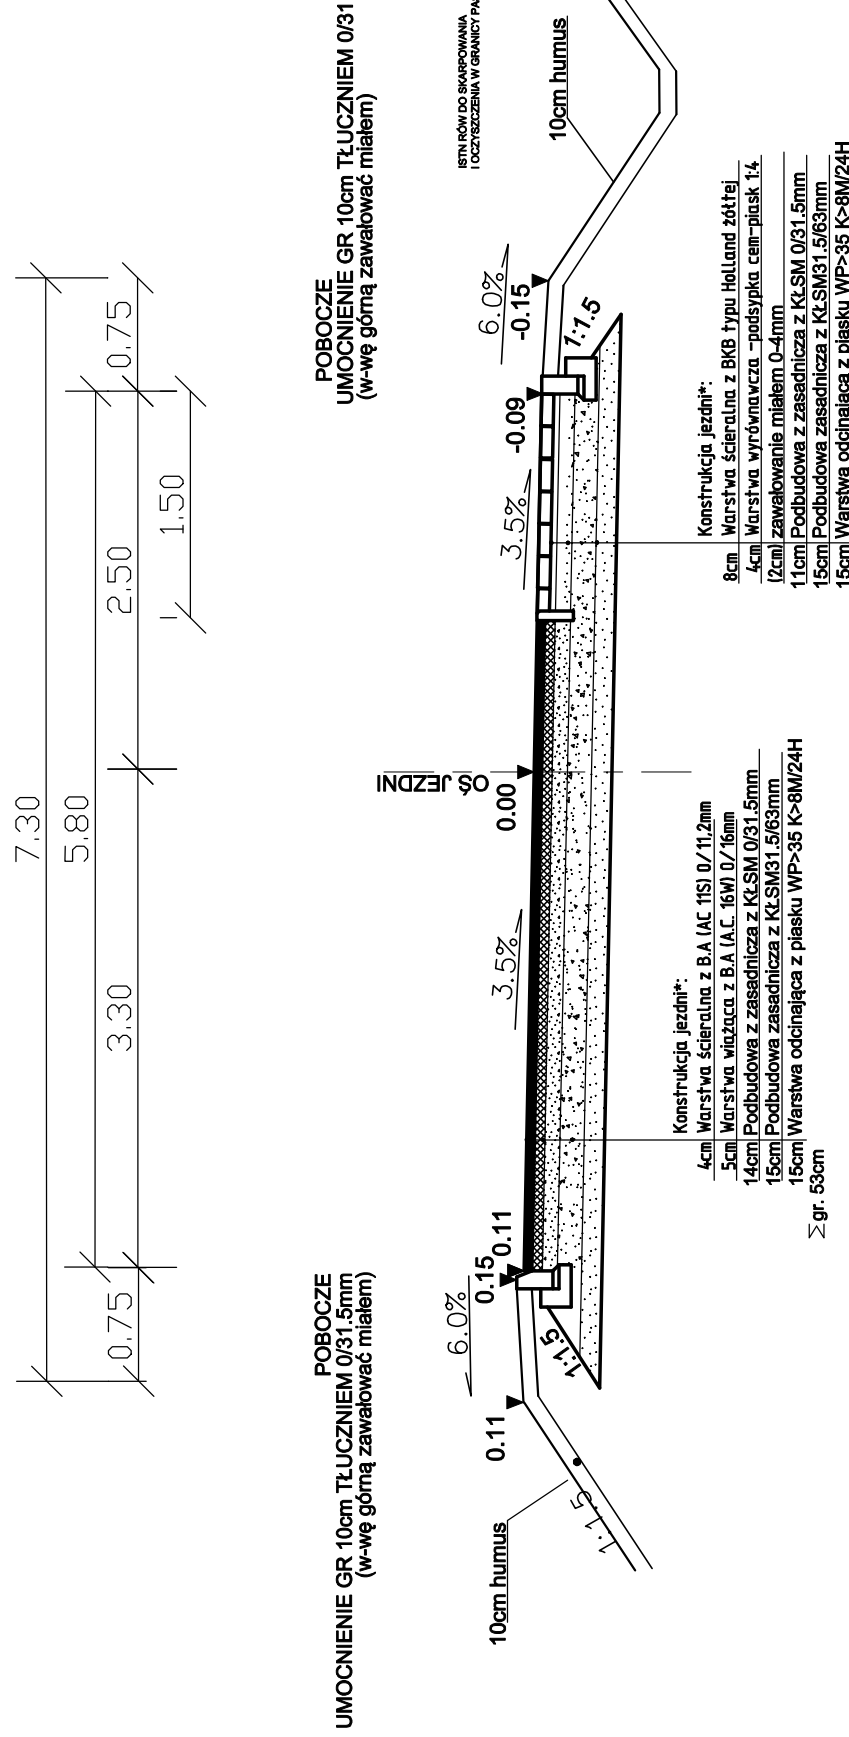 7.30
5.80
0.75
3.30
2.50
0.75
1.50
POBOCZE
UMOCNIENIE GR 10cm TŁUCZNIEM 0/31.5mm
(w-wę górną zawałować miałem)
POBOCZE
UMOCNIENIE GR 10cm TŁUCZNIEM 0/31
(w-wę górną zawałować miałem)
ISTN RÓW DO SKARPOWANIA
I OCZYSZCZENIA W GRANICY PA
10cm humus
1:1.5
0.11
6.0%
0.15
0.11
1:1.5
3.5%
OŚ JEZDNI
0.00
3.5%
-0.09
6.0%
-0.15
1:1.5
10cm humus
Konstrukcja jezdni*:
4cm Warstwa ścieralna z B.A (AC 11S) 0/11,2mm
5cm Warstwa wiążąca z B.A (A.C. 16W) 0/16mm
14cm Podbudowa z zasadnicza z KŁSM 0/31.5mm
15cm Podbudowa zasadnicza z KŁSM31.5/63mm
15cm Warstwa odcinająca z piasku WP>35 K>8M/24H
Σgr. 53cm
Konstrukcja jezdni*:
8cm Warstwa ścieralna z BKB typu Holland żółtej
4cm Warstwa wyrównawcza -podsypka cem-piask 1:4
(2cm) zawałowanie miałem 0-4mm
11cm Podbudowa z zasadnicza z KŁSM 0/31.5mm
15cm Podbudowa zasadnicza z KŁSM31.5/63mm
15cm Warstwa odcinająca z piasku WP>35 K>8M/24H